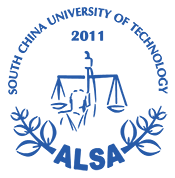 SOUTH CHINA UNIVERSITY OF TECHNOLOGY
2011
ALSA